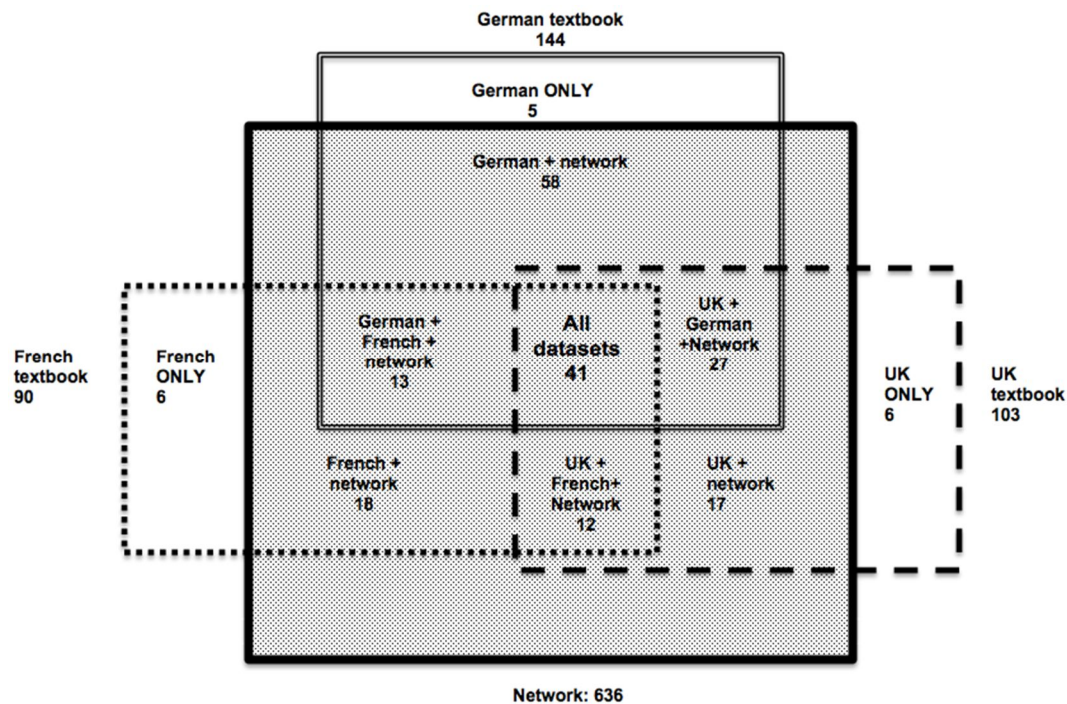 German textbook
144
German ONLY
5
German + network
58
German +
French +
network
13
All
datasets
41
UK +
German
+Network
27
French
textbook
90
French
ONLY
6
UK
ONLY
6
UK
textbook
103
French +
network
18
UK +
French+
Network
12
UK +
network
17
Network: 636